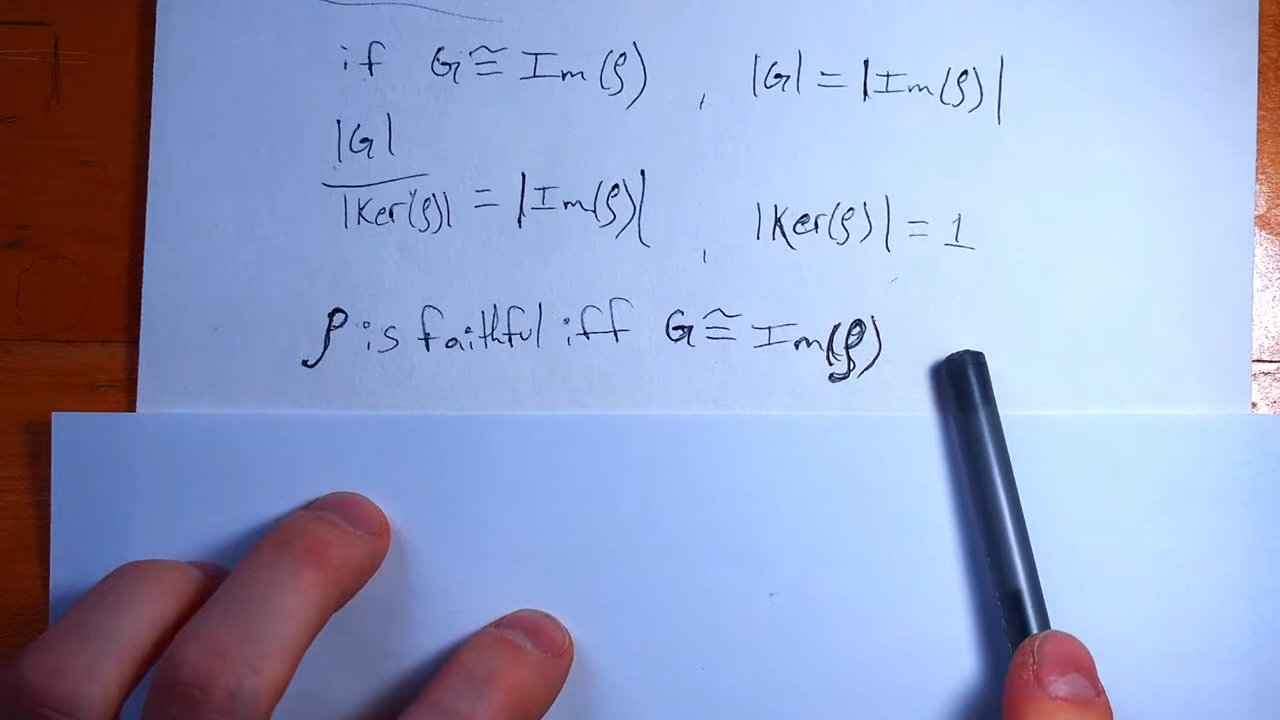 if G ≅ Im(ρ) , |G| = |Im(ρ)|
|G|
|Ker(ρ)| = |Im(ρ)| , |Ker(ρ)| = 1
ρ is faithful iff G ≅ Im(ρ)